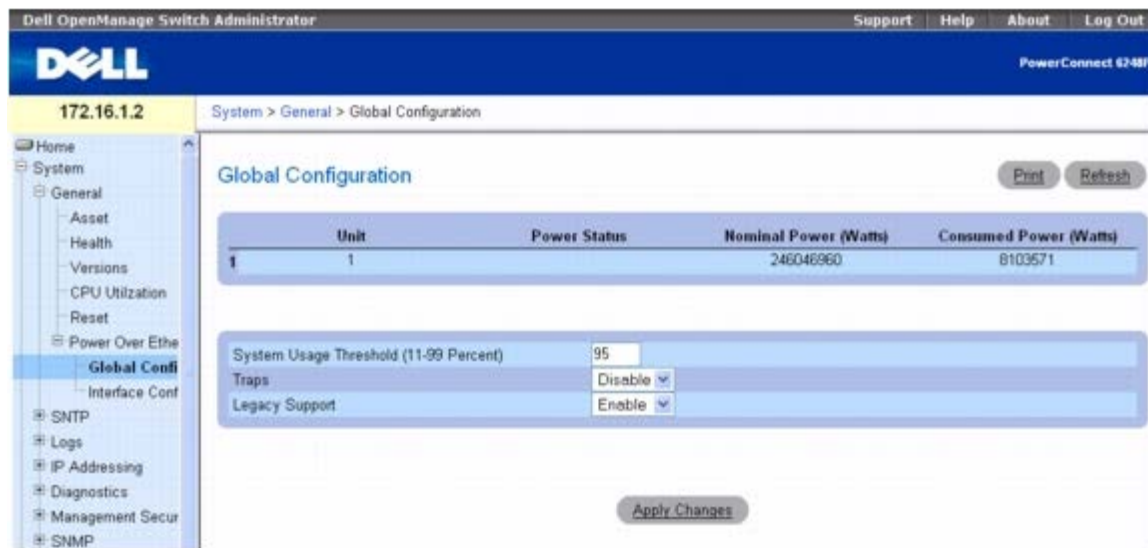 Dell OpenManage Switch Administrator Support Help About Log Out
DELL
PowerConnect 6248P
172.16.1.2
System > General > Global Configuration
Home
System
General
Asset
Health
Versions
CPU Utilzation
Reset
Power Over Ethe
Global Confi
Interface Conf
SNTP
Logs
IP Addressing
Diagnostics
Management Secur
SNMP
Global Configuration
Print Refresh
Unit Power Status Nominal Power (Watts) Consumed Power (Watts)
1 1 246046960 8103571
System Usage Threshold (11-99 Percent) 95
Traps Disable
Legacy Support Enable
Apply Changes